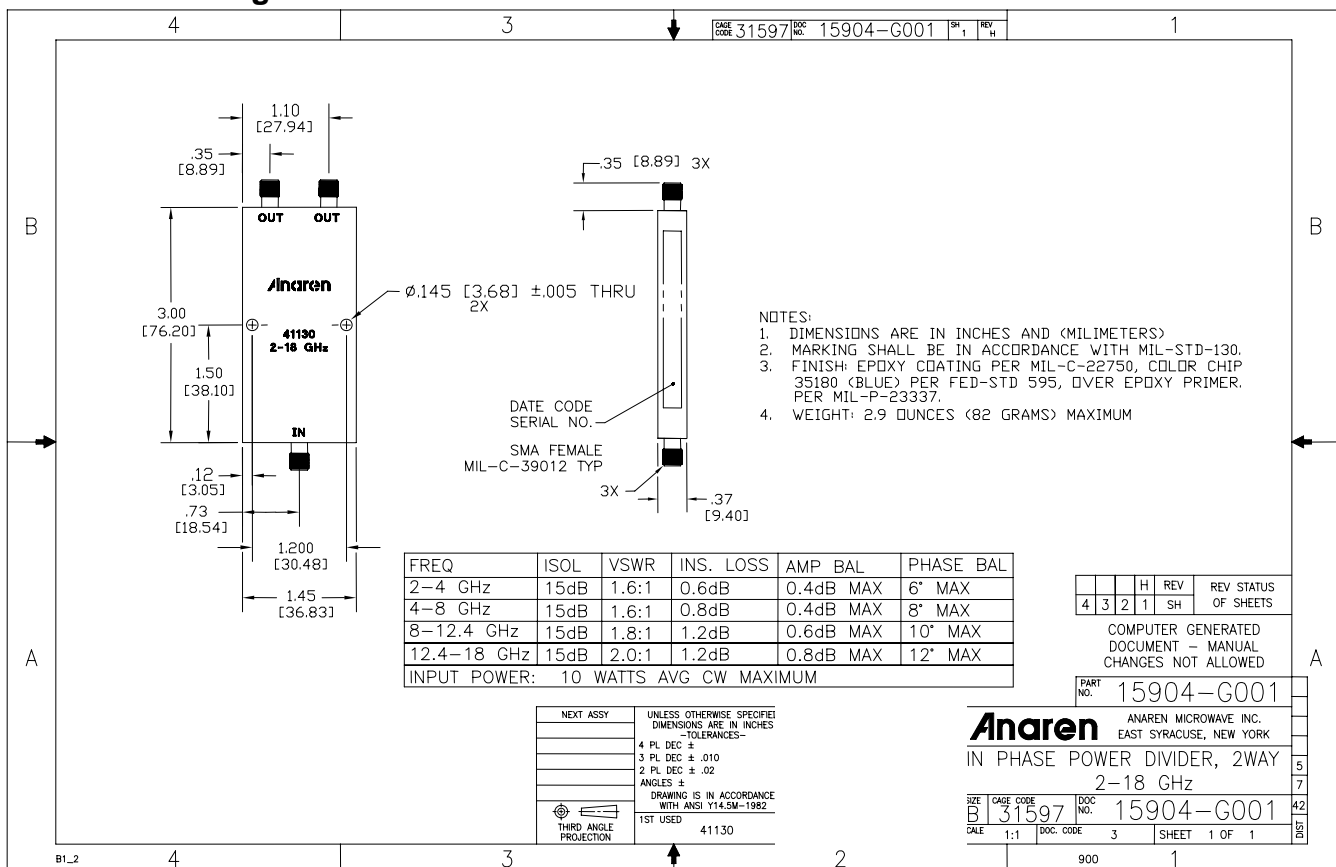 g
4 3 1
CAGE CODE 31597 DOC NO. 15904-G001 SH 1 REV H
1.10
[27.94]
.35
[8.89]
OUT OUT
Anaren
41130
2-18 GHz
IN
3.00
[76.20]
1.50
[38.10]
.12
[3.05]
.73
[18.54]
1.200
[30.48]
1.45
[36.83]
ø.145 [3.68] ±.005 THRU
2X
.35 [8.89] 3X
DATE CODE
SERIAL NO.
SMA FEMALE
MIL-C-39012 TYP
3X
.37
[9.40]
B B
NOTES:
1. DIMENSIONS ARE IN INCHES AND (MILIMETERS)
2. MARKING SHALL BE IN ACCORDANCE WITH MIL-STD-130.
3. FINISH: EPOXY COATING PER MIL-C-22750, COLOR CHIP
35180 (BLUE) PER FED-STD 595, OVER EPOXY PRIMER.
PER MIL-P-23337.
4. WEIGHT: 2.9 OUNCES (82 GRAMS) MAXIMUM
FREQ ISOL VSWR INS. LOSS AMP BAL PHASE BAL
2-4 GHz 15dB 1.6:1 0.6dB 0.4dB MAX 6° MAX
4-8 GHz 15dB 1.6:1 0.8dB 0.4dB MAX 8° MAX
8-12.4 GHz 15dB 1.8:1 1.2dB 0.6dB MAX 10° MAX
12.4-18 GHz 15dB 2.0:1 1.2dB 0.8dB MAX 12° MAX
INPUT POWER: 10 WATTS AVG CW MAXIMUM
A A
H REV REV STATUS
4 3 2 1 SH OF SHEETS
COMPUTER GENERATED
DOCUMENT - MANUAL
CHANGES NOT ALLOWED
PART NO. 15904-G001
Anaren
ANAREN MICROWAVE INC.
EAST SYRACUSE, NEW YORK
IN PHASE POWER DIVIDER, 2WAY
2-18 GHz
SIZE B CAGE CODE 31597 DOC NO. 15904-G001
CALE 1:1 DOC. CODE 3 SHEET 1 OF 1
5
7
42
DIST
NEXT ASSY
THIRD ANGLE
PROJECTION
UNLESS OTHERWISE SPECIFIE
DIMENSIONS ARE IN INCHES
-TOLERANCES-
4 PL DEC ±
3 PL DEC ± .010
2 PL DEC ± .02
ANGLES ±
DRAWING IS IN ACCORDANCE
WITH ANSI Y14.5M-1982
1ST USED
41130
B1_2 4 3 2 900 1